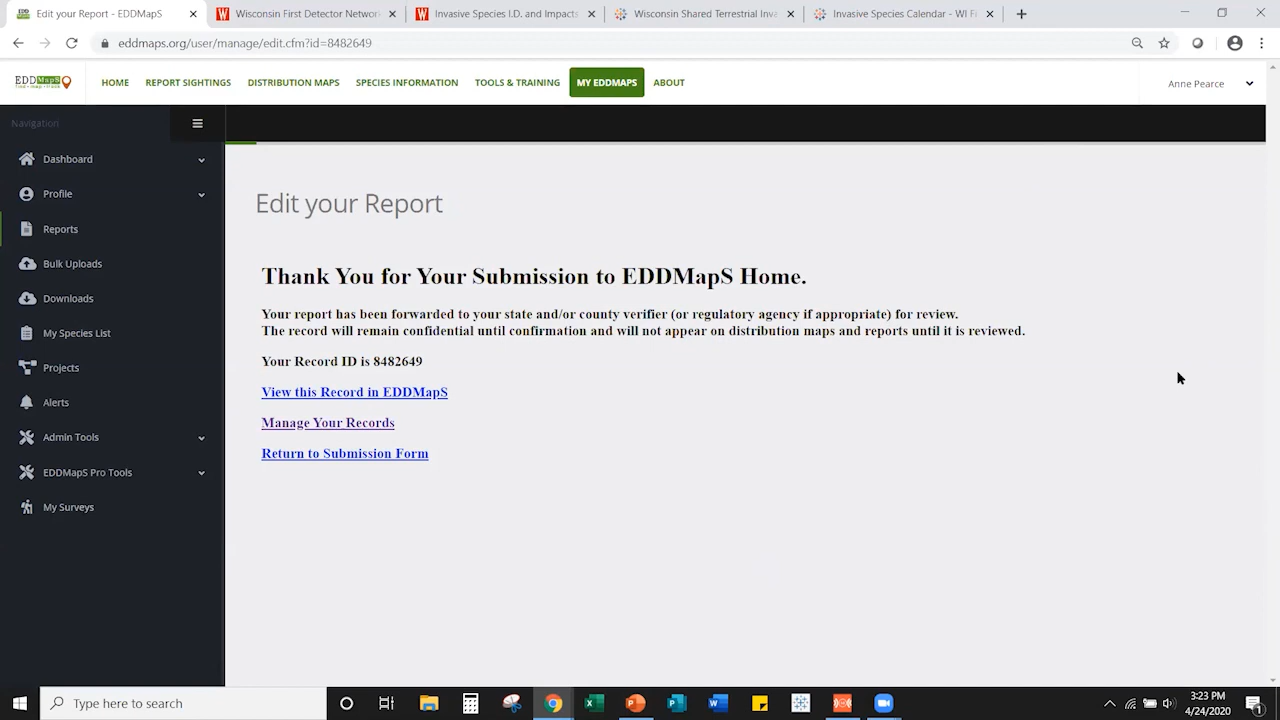 Edit your Report - EDDMapS
Wisconsin First Detector Network
Invasive Species I.D. and Impacts
Wisconsin Shared Terrestrial Inva
Invasive Species Calendar - WI Fi
eddmaps.org/user/manage/edit.cfm?id=8482649
EDDMapS
find • map • track
HOME
REPORT SIGHTINGS
DISTRIBUTION MAPS
SPECIES INFORMATION
TOOLS & TRAINING
MY EDDMAPS
ABOUT
Anne Pearce
Navigation
Dashboard
Profile
Reports
Bulk Uploads
Downloads
My Species List
Projects
Alerts
Admin Tools
EDDMapS Pro Tools
My Surveys
Edit your Report
Thank You for Your Submission to EDDMapS Home.
Your report has been forwarded to your state and/or county verifier (or regulatory agency if appropriate) for review.
The record will remain confidential until confirmation and will not appear on distribution maps and reports until it is reviewed.
Your Record ID is 8482649
View this Record in EDDMapS
Manage Your Records
Return to Submission Form
Type here to search
3:23 PM
4/24/2020